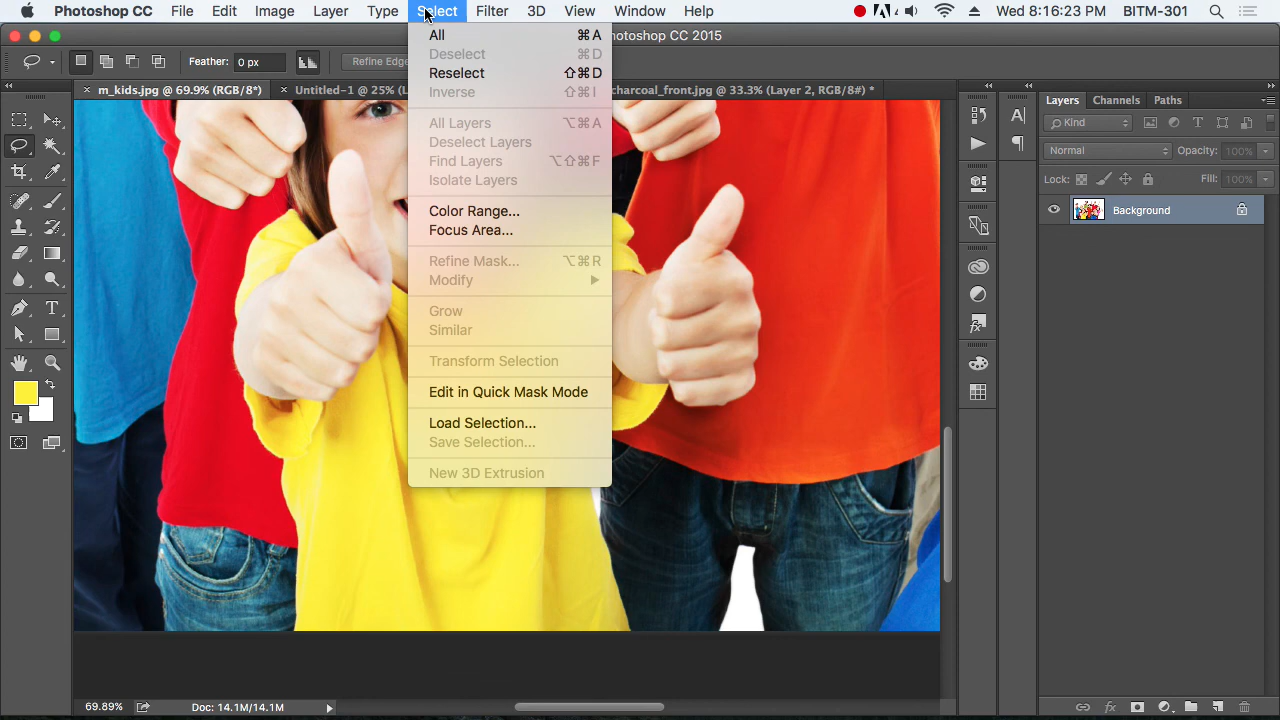 Photoshop CC File Edit Image Layer Type Select Filter 3D View Window Help Wed 8:16:23 PM BITM-301
hotoshop CC 2015
Feather: 0 px Refine Edge
m_kids.jpg @ 69.9% (RGB/8*) Untitled-1 @ 25% (L charcoal_front.jpg @ 33.3% (Layer 2, RGB/8#) *
All ⌘A
Deselect ⌘D
Reselect ⇧⌘D
Inverse ⇧⌘I
All Layers ⌥⌘A
Deselect Layers
Find Layers ⌥⇧⌘F
Isolate Layers
Color Range...
Focus Area...
Refine Mask... ⌥⌘R
Modify
Grow
Similar
Transform Selection
Edit in Quick Mask Mode
Load Selection...
Save Selection...
New 3D Extrusion
Layers Channels Paths
Kind
Normal Opacity: 100%
Lock: Fill: 100%
Background
69.89% Doc: 14.1M/14.1M